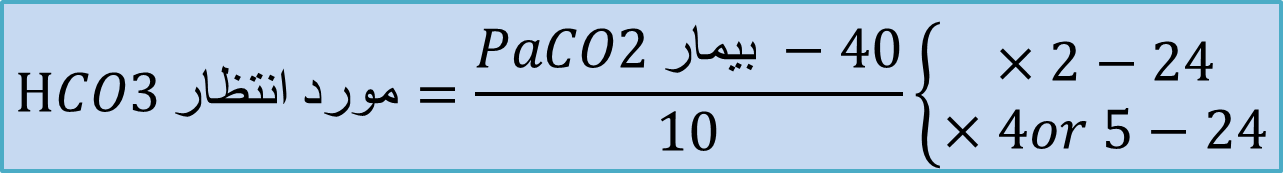 HCO3 مورد انتظار = (PaCO2 بیمار − 40) / 10 { × 2 − 24
× 4or 5 − 24